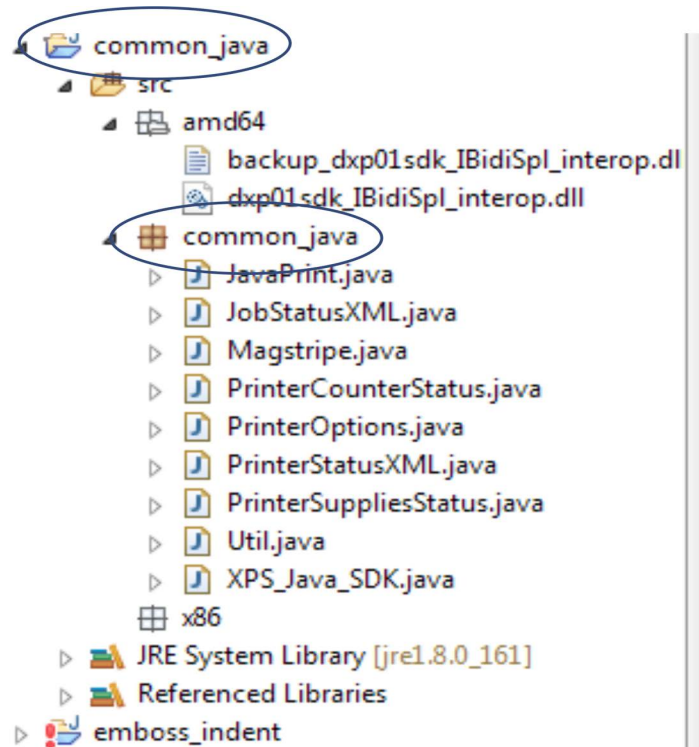 common_java
src
amd64
backup_dxp01sdk_IBidiSpl_interop.dl
dxp01sdk_IBidiSpl_interop.dll
common_java
JavaPrint.java
JobStatusXML.java
Magstripe.java
PrinterCounterStatus.java
PrinterOptions.java
PrinterStatusXML.java
PrinterSuppliesStatus.java
Util.java
XPS_Java_SDK.java
x86
JRE System Library [jre1.8.0_161]
Referenced Libraries
emboss_indent